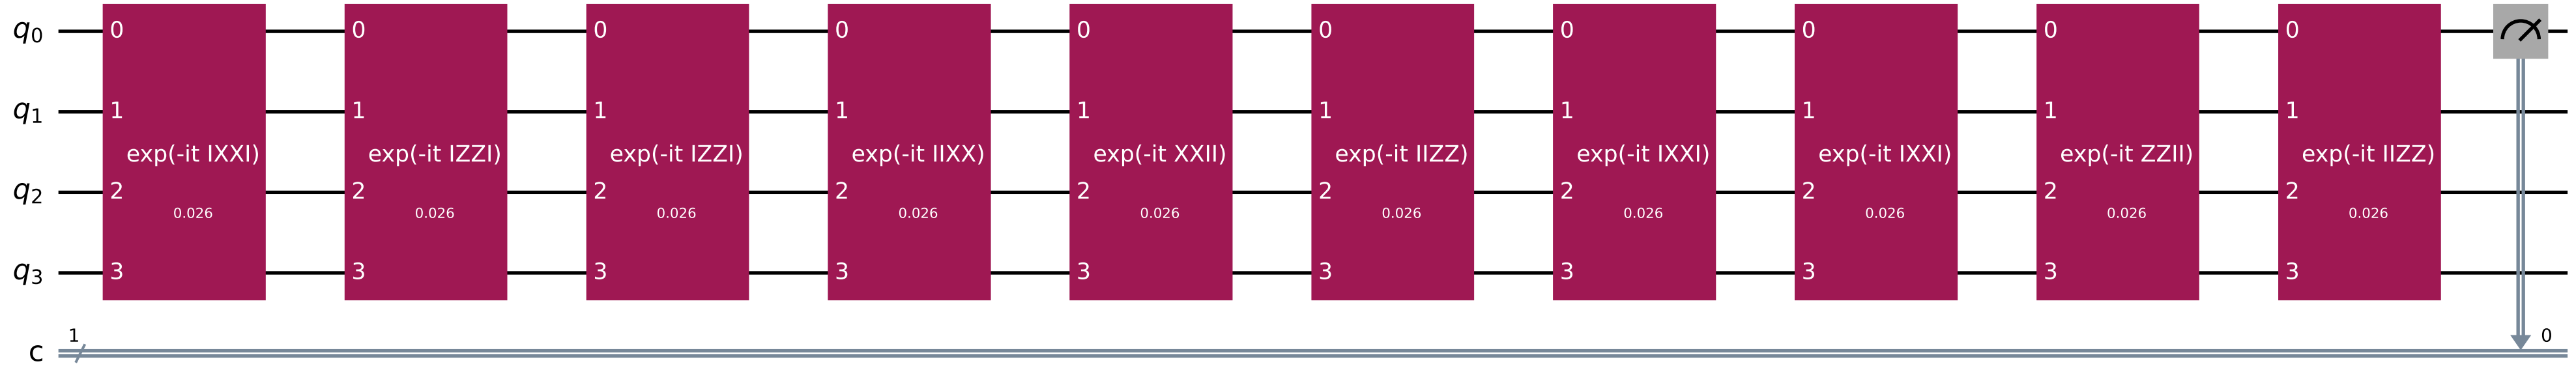 q0 0 0 0 0 0 0 0 0 0 0
q1 1 1 1 1 1 1 1 1 1 1
exp(-it IXXI) exp(-it IZZI) exp(-it IZZI) exp(-it IIXX) exp(-it XXII) exp(-it IIZZ) exp(-it IXXI) exp(-it IXXI) exp(-it ZZII) exp(-it IIZZ)
q2 2 2 2 2 2 2 2 2 2 2
0.026 0.026 0.026 0.026 0.026 0.026 0.026 0.026 0.026 0.026
q3 3 3 3 3 3 3 3 3 3 3
1 0
c